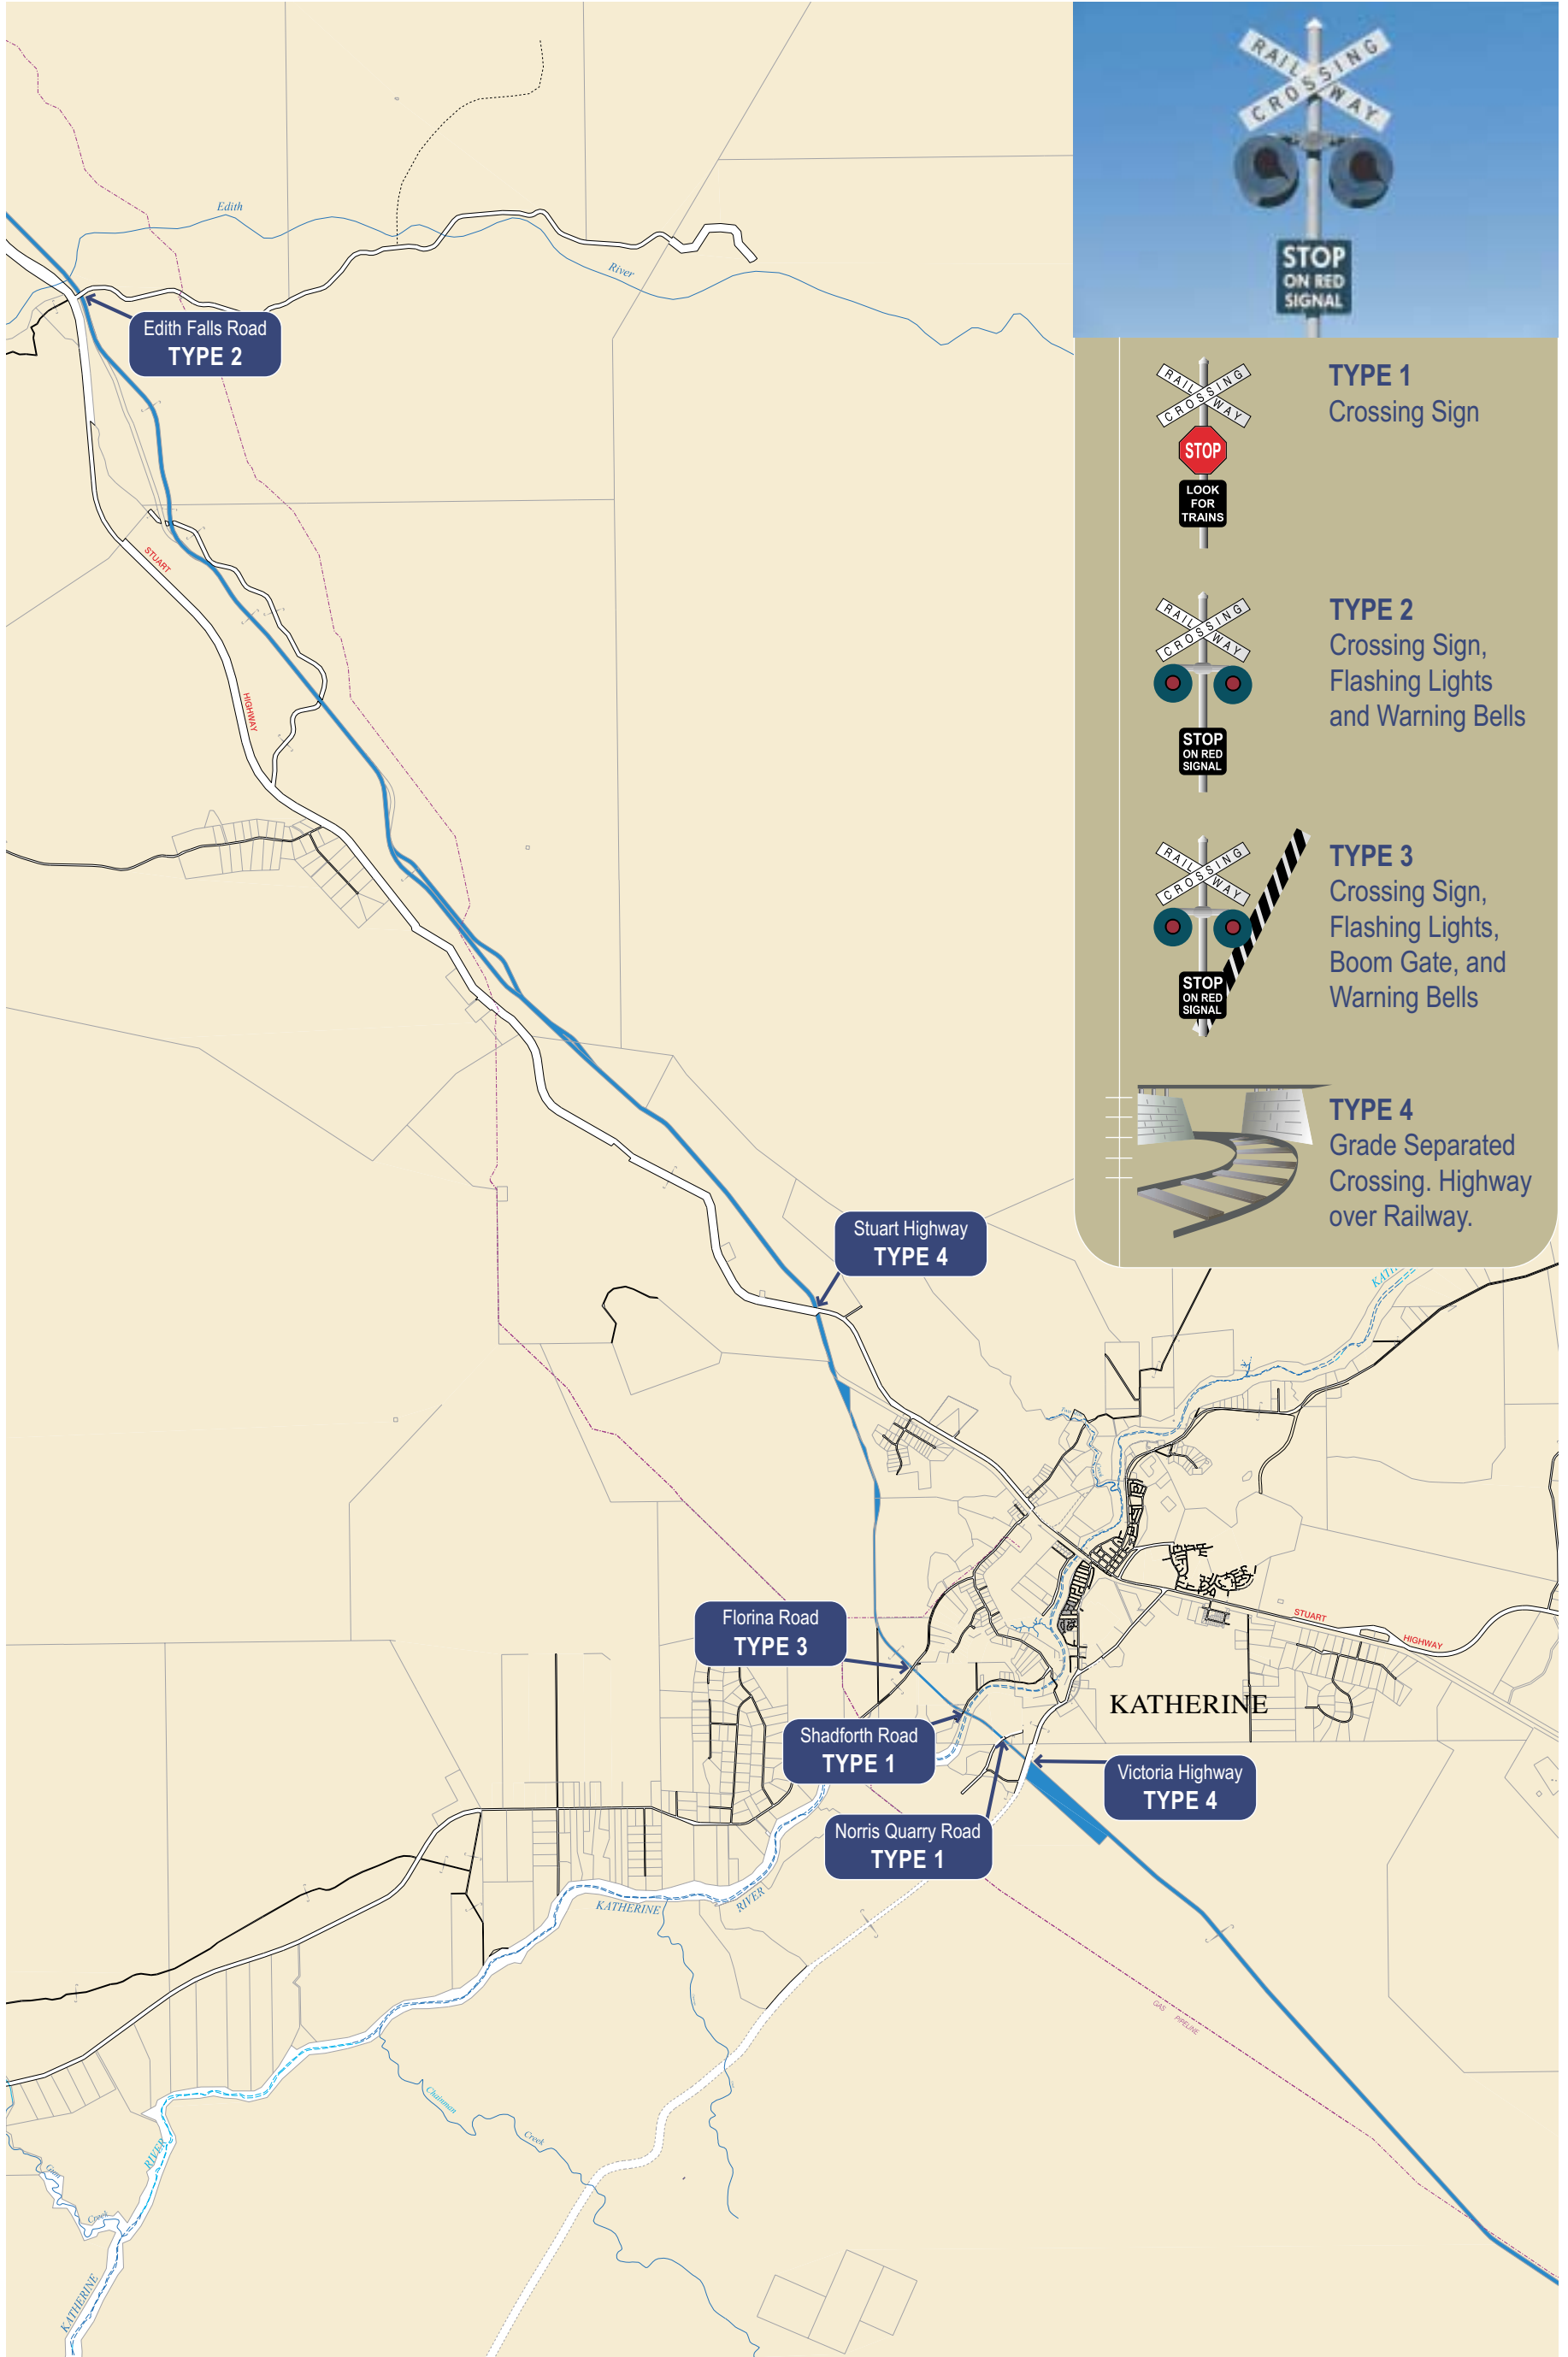 RAILWAY
CROSSING
STOP
ON RED
SIGNAL
Edith
River
Edith Falls Road
TYPE 2
STUART
HIGHWAY
RAILWAY
CROSSING
STOP
LOOK
FOR
TRAINS
TYPE 1
Crossing Sign
RAILWAY
CROSSING
STOP
ON RED
SIGNAL
TYPE 2
Crossing Sign,
Flashing Lights
and Warning Bells
RAILWAY
CROSSING
STOP
ON RED
SIGNAL
TYPE 3
Crossing Sign,
Flashing Lights,
Boom Gate, and
Warning Bells
TYPE 4
Grade Separated
Crossing. Highway
over Railway.
Stuart Highway
TYPE 4
Florina Road
TYPE 3
STUART
HIGHWAY
KATHERINE
Shadforth Road
TYPE 1
Victoria Highway
TYPE 4
Norris Quarry Road
TYPE 1
KATHERINE
RIVER
GAS
PIPELINE
Chainman
Creek
RIVER
Creek
KATHERINE